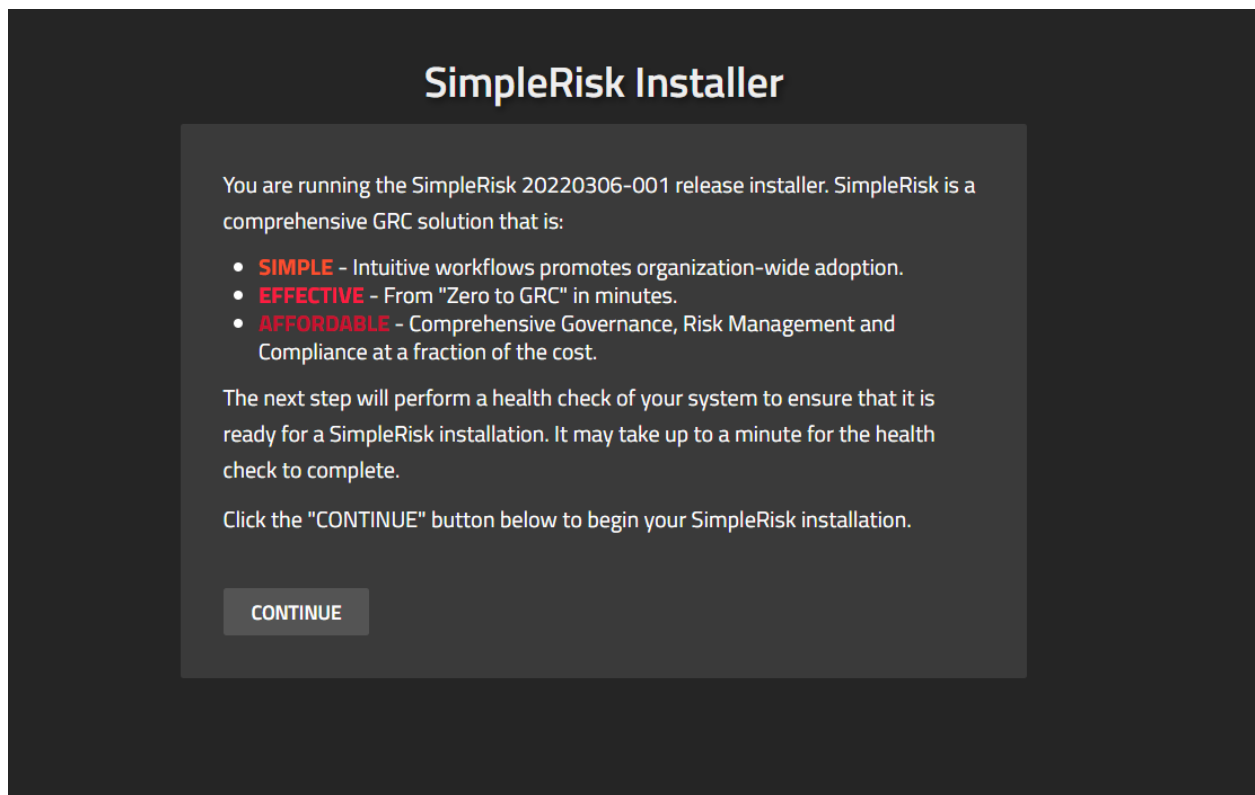 SimpleRisk Installer
You are running the SimpleRisk 20220306-001 release installer. SimpleRisk is a
comprehensive GRC solution that is:
• SIMPLE - Intuitive workflows promotes organization-wide adoption.
• EFFECTIVE - From "Zero to GRC" in minutes.
• AFFORDABLE - Comprehensive Governance, Risk Management and
Compliance at a fraction of the cost.
The next step will perform a health check of your system to ensure that it is
ready for a SimpleRisk installation. It may take up to a minute for the health
check to complete.
Click the "CONTINUE" button below to begin your SimpleRisk installation.
CONTINUE